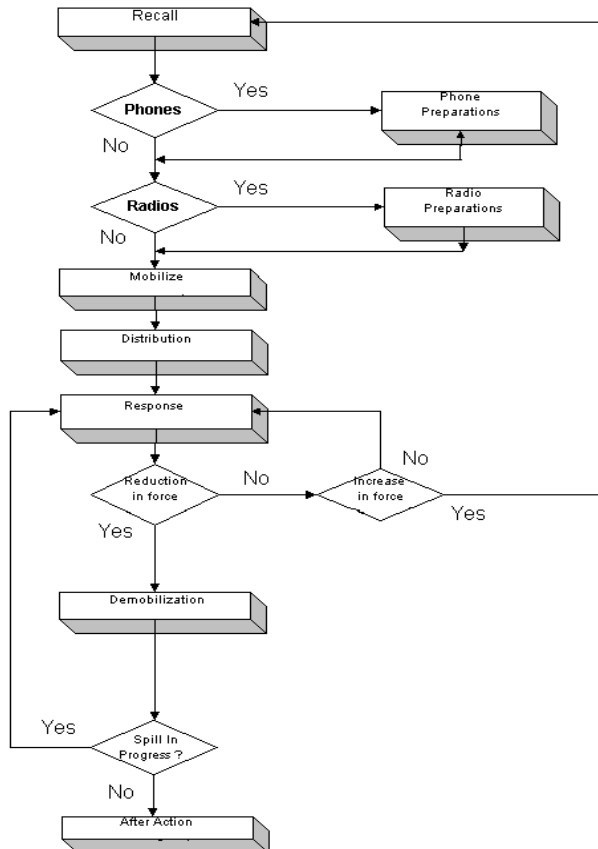 Recall
Phones
Yes
Phone
Preparations
No
Radios
Yes
Radio
Preparations
No
Mobilize
Distribution
Response
Reduction
in force
No
Increase
in force
No
Yes
Yes
Demobilization
Spill In
Progress?
Yes
No
After Action